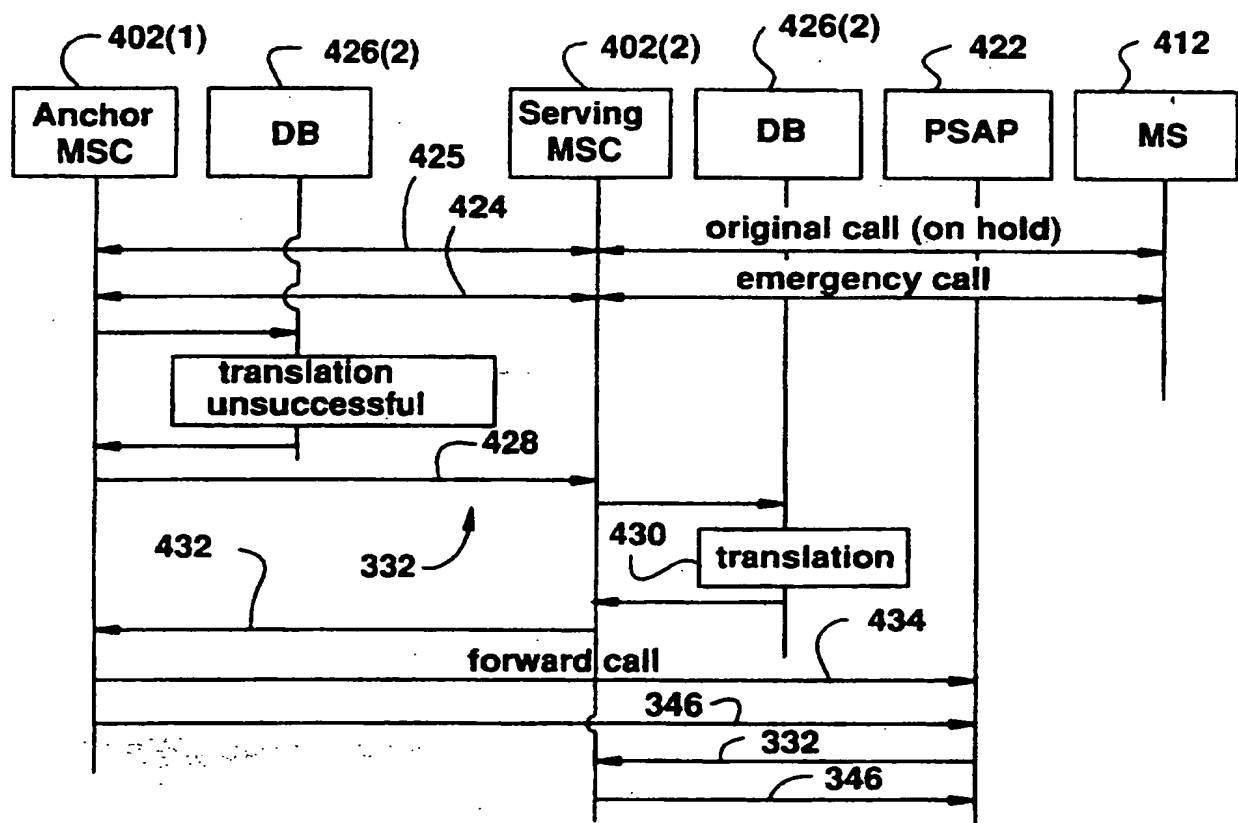 402(1)
426(2)
402(2)
426(2)
422
412
Anchor
MSC
DB
Serving
MSC
DB
PSAP
MS
425
424
original call (on hold)
emergency call
translation
unsuccessful
428
432
332
430
translation
434
forward call
346
332
346